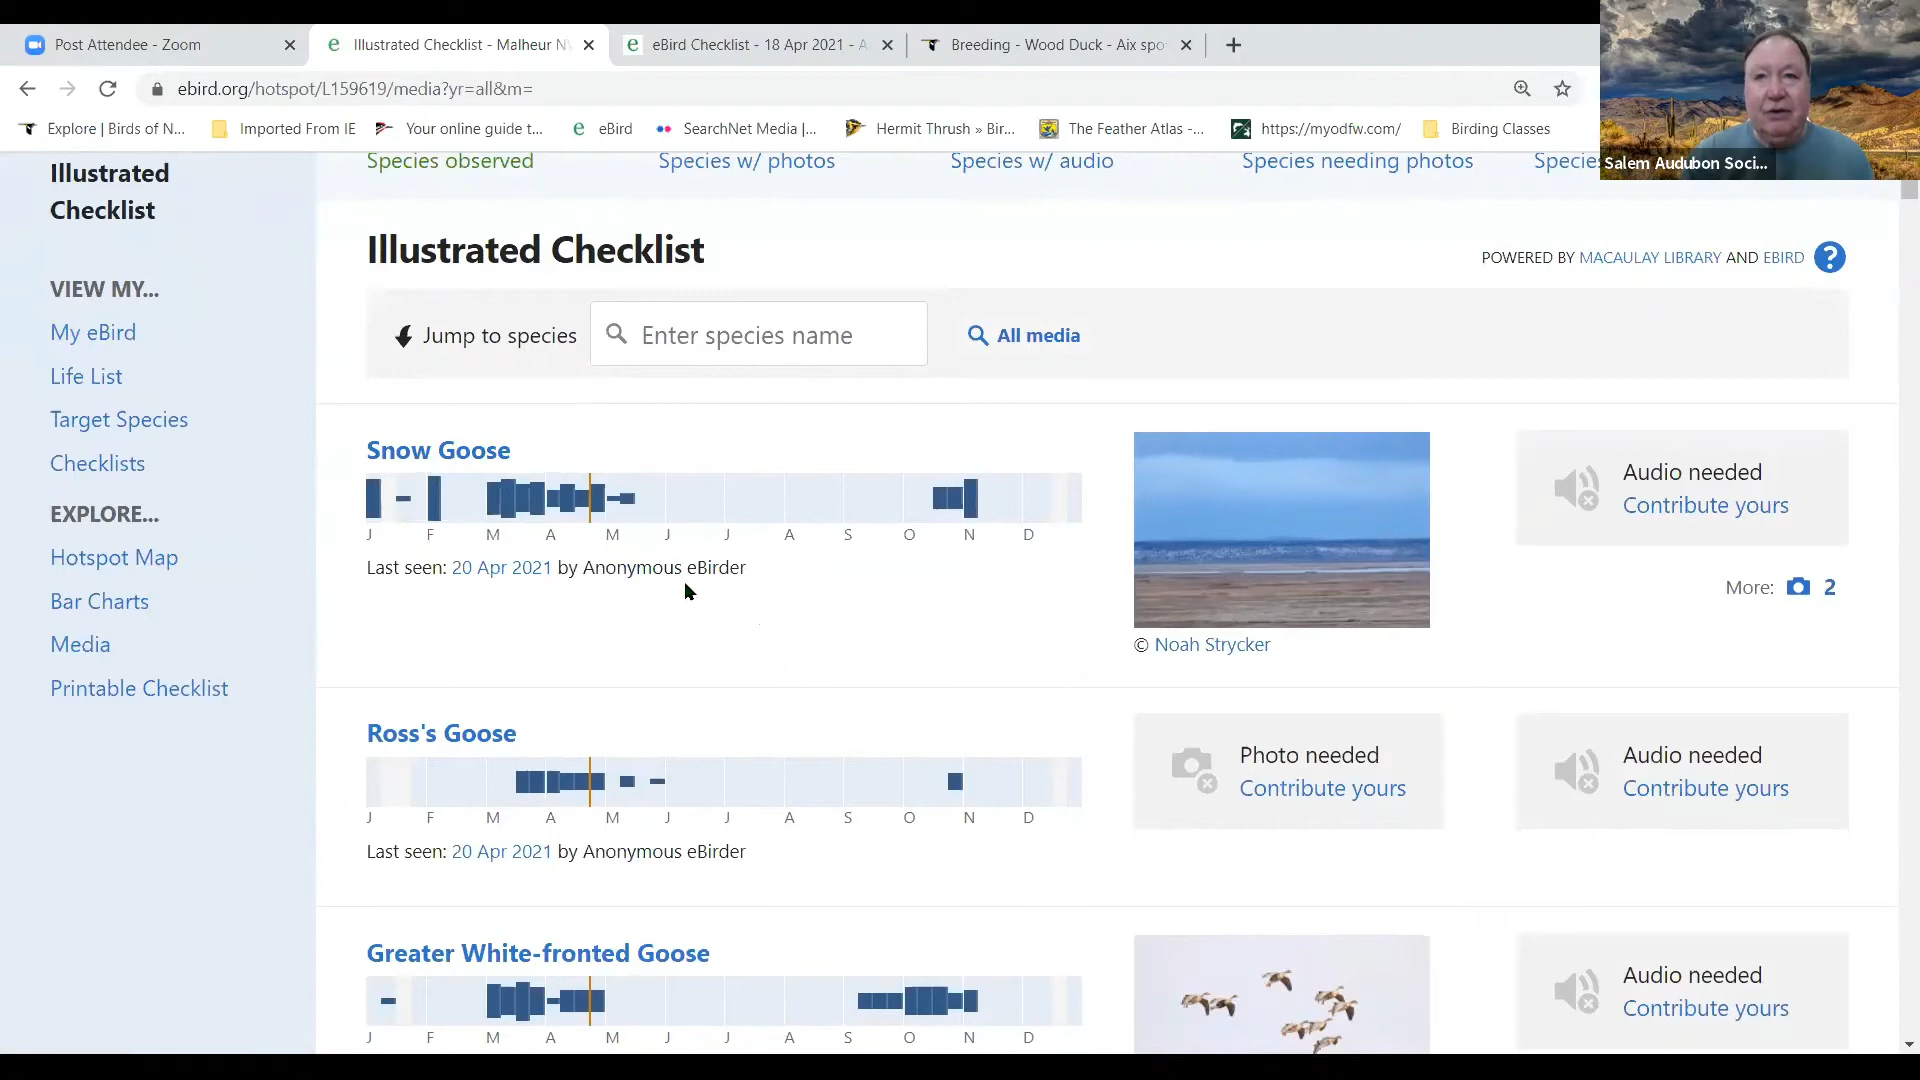 Post Attendee - Zoom
Illustrated Checklist - Malheur N
eBird Checklist - 18 Apr 2021 - A
Breeding - Wood Duck - Aix spo
ebird.org/hotspot/L159619/media?yr=all&m=
Explore | Birds of N...
Imported From IE
Your online guide t...
eBird
SearchNet Media |...
Hermit Thrush » Bir...
The Feather Atlas -...
https://myodfw.com/
Birding Classes
Salem Audubon Soci...
Illustrated
Checklist
VIEW MY...
My eBird
Life List
Target Species
Checklists
EXPLORE...
Hotspot Map
Bar Charts
Media
Printable Checklist
Species observed
Species w/ photos
Species w/ audio
Species needing photos
Specie
Illustrated Checklist
POWERED BY MACAULAY LIBRARY AND EBIRD ?
Jump to species
Enter species name
All media
Snow Goose
J F M A M J J A S O N D
Last seen: 20 Apr 2021 by Anonymous eBirder
© Noah Strycker
Audio needed
Contribute yours
More: 2
Ross's Goose
J F M A M J J A S O N D
Last seen: 20 Apr 2021 by Anonymous eBirder
Photo needed
Contribute yours
Audio needed
Contribute yours
Greater White-fronted Goose
J F M A M J J A S O N D
Audio needed
Contribute yours